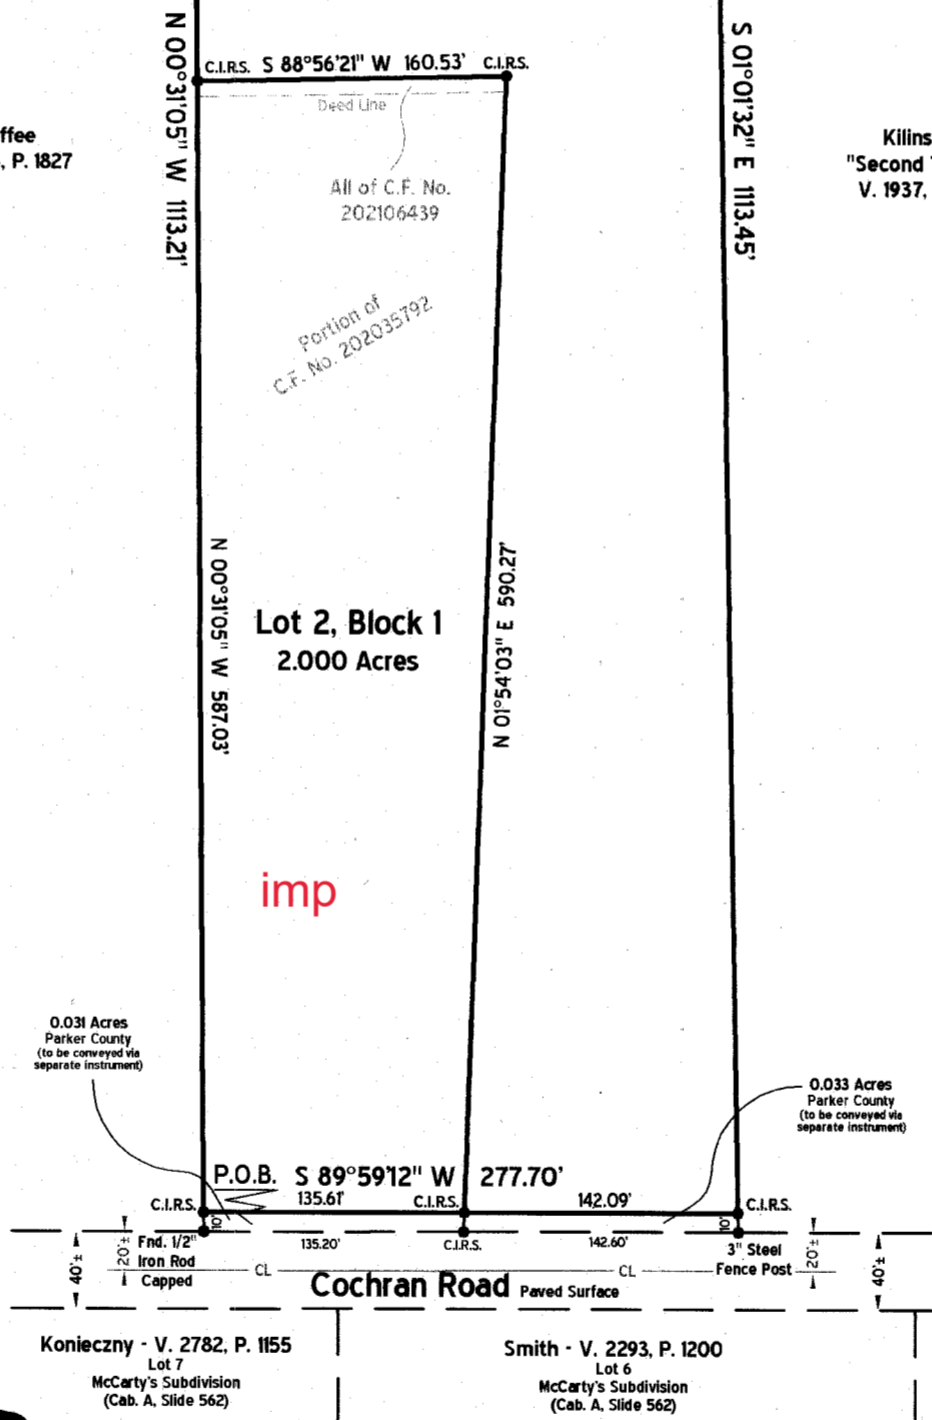 N 00°31'05" W 1113.21'
C.I.R.S. S 88°56'21" W 160.53' C.I.R.S.
Deed Line
S 01°01'32" E 1113.45'
ffee
, P. 1827
All of C.F. No.
202106439
Kilins
"Second
V. 1937,
Portion of
C.F. No. 202035792
N 00°31'05" W 587.03'
Lot 2, Block 1
2.000 Acres
N 01°54'03" E 590.27'
imp
0.031 Acres
Parker County
(to be conveyed via
separate instrument)
0.033 Acres
Parker County
(to be conveyed via
separate instrument)
P.O.B. S 89°59'12" W 277.70'
C.I.R.S. 135.61' C.I.R.S. 142.09' C.I.R.S.
10' 10'
135.20' C.I.R.S. 142.60'
Fnd. 1/2"
Iron Rod
Capped
3" Steel
Fence Post
40'± 20'± 20'± 40'±
CL CL
Cochran Road Paved Surface
Konieczny - V. 2782, P. 1155
Lot 7
McCarty's Subdivision
(Cab. A, Slide 562)
Smith - V. 2293, P. 1200
Lot 6
McCarty's Subdivision
(Cab. A, Slide 562)